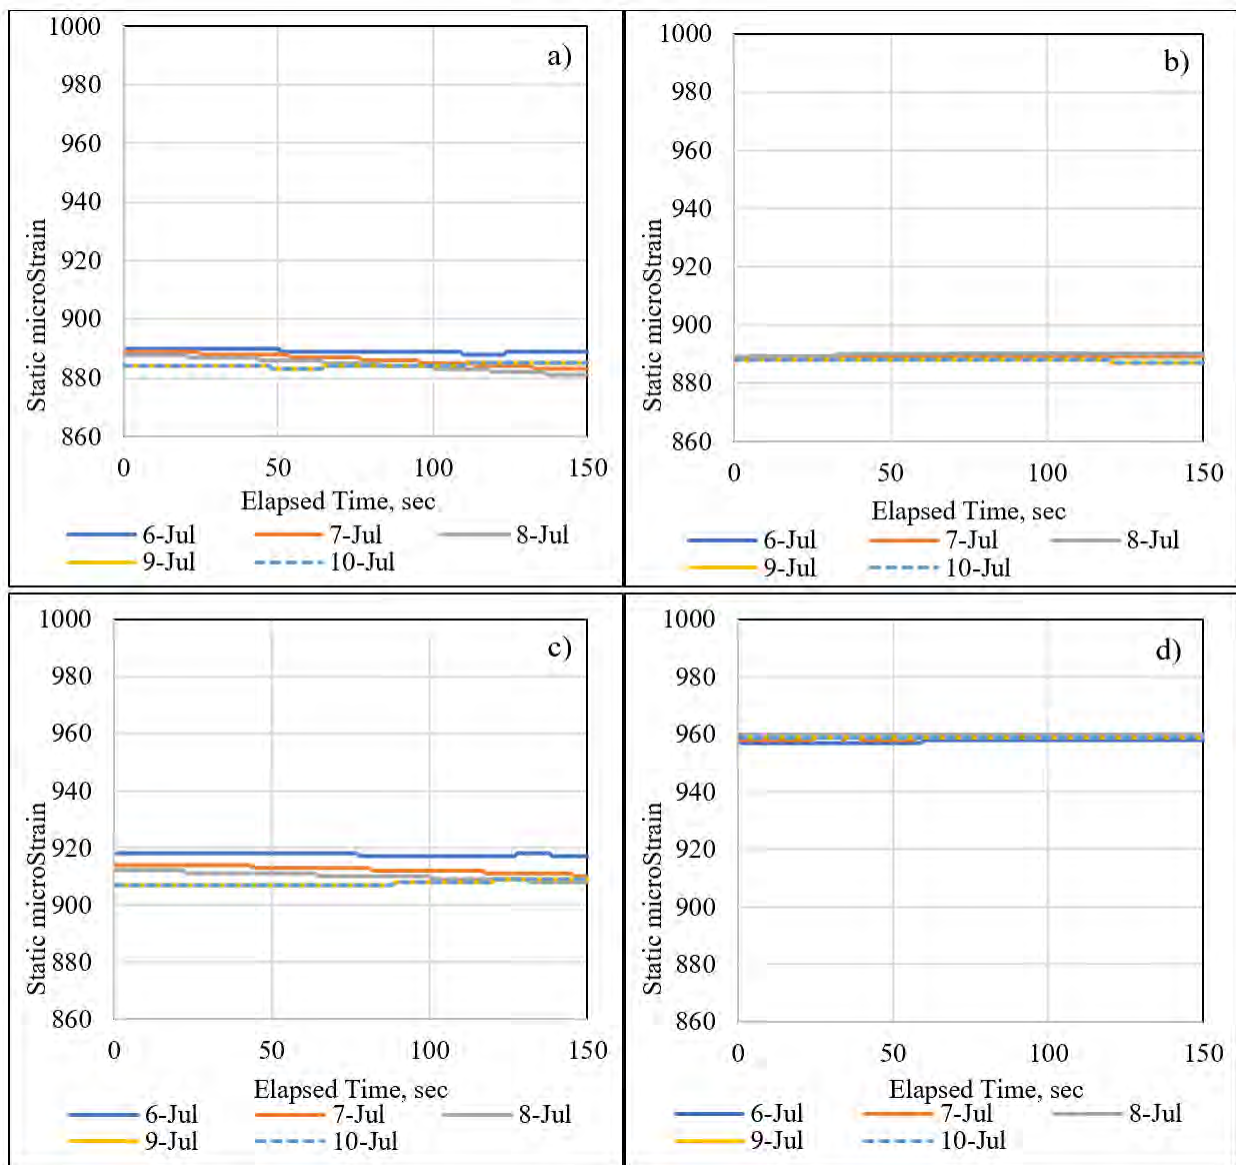 a)
1000
980
960
940
920
900
880
860
Static microStrain
0 50 100 150
Elapsed Time, sec
6-Jul 7-Jul 8-Jul
9-Jul 10-Jul
b)
1000
980
960
940
920
900
880
860
Static microStrain
0 50 100 150
Elapsed Time, sec
6-Jul 7-Jul 8-Jul
9-Jul 10-Jul
c)
1000
980
960
940
920
900
880
860
Static microStrain
0 50 100 150
Elapsed Time, sec
6-Jul 7-Jul 8-Jul
9-Jul 10-Jul
d)
1000
980
960
940
920
900
880
860
Static microStrain
0 50 100 150
Elapsed Time, sec
6-Jul 7-Jul 8-Jul
9-Jul 10-Jul